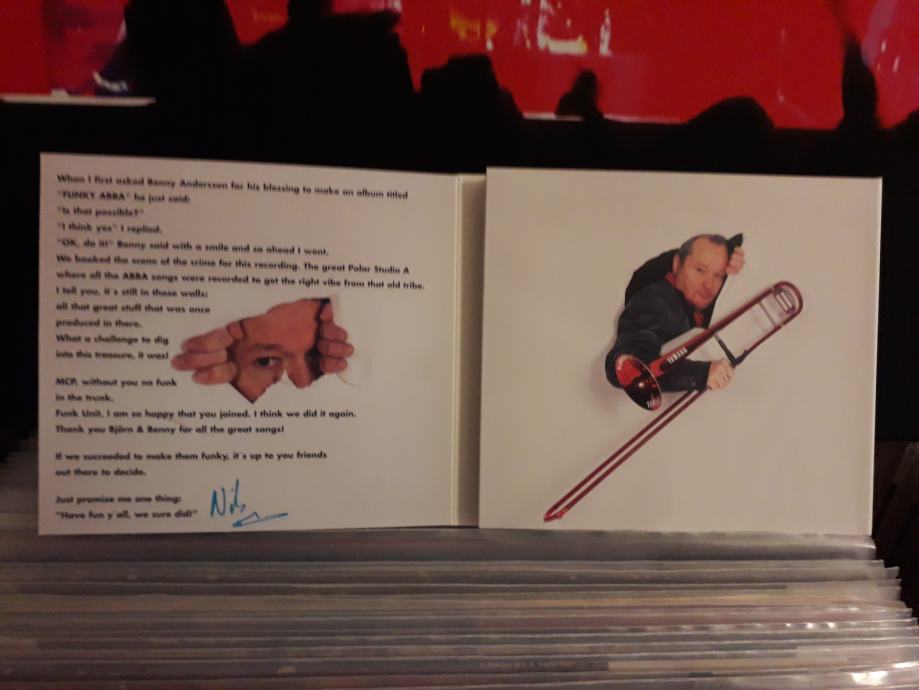 When I first asked Benny Andersson for his blessing to make an album titled
"FUNKY ABBA" he just said:
"Is that possible?"
"I think yes" I replied.
"OK, do it!" Benny said with a smile and so ahead I went.
We booked the scene of the crime for this recording. The great Polar Studio A
where all the ABBA songs were recorded to get the right vibe from that old tribe.
I tell you, it´s still in those walls:
all that great stuff that was once
produced in there.
What a challenge to dig
into this treasure, it was!
MCP, without you no funk
in the trunk.
Funk Unit, I am so happy that you joined. I think we did it again.
Thank you Björn & Benny for all the great songs!
If we succeeded to make them funky, it´s up to you friends
out there to decide.
Just promise me one thing:
"Have fun y´all, we sure did!"
Nils
YAMAHA